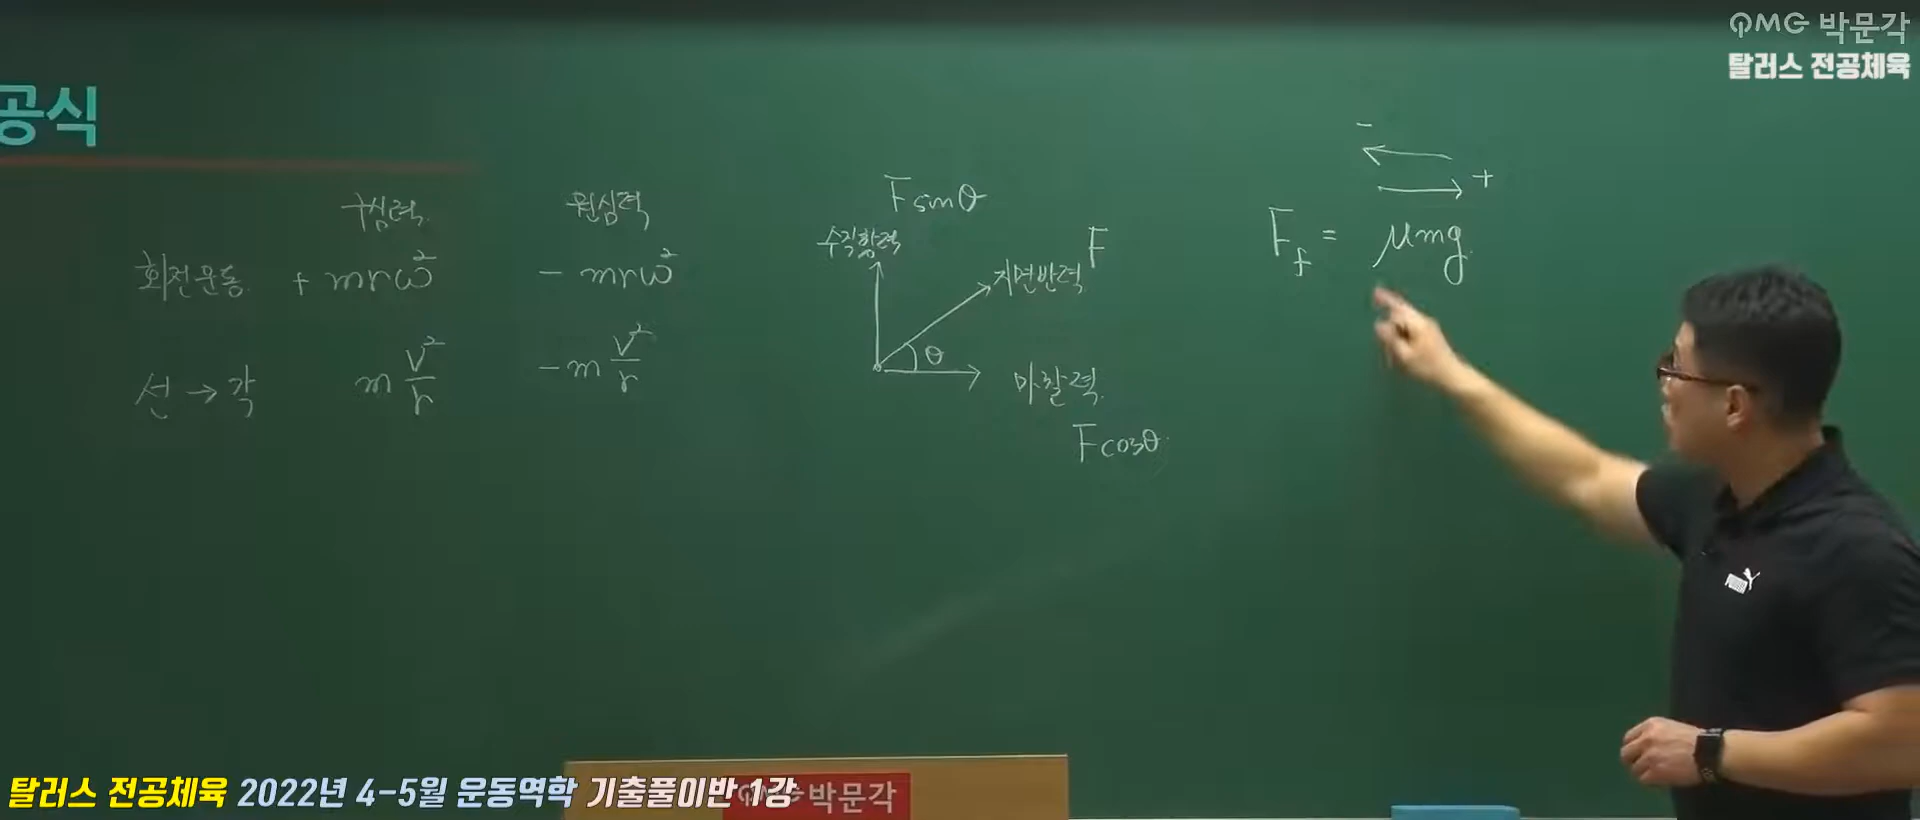 PMG 박문각
탈러스 전공체육
공식
구심력 원심력
회전운동 + mrω² - mrω²
선 → 각 m v²/r - m v²/r
F sinθ
수직항력
F
지면반력
θ
마찰력
F cosθ
- 
+
F_f = μmg
PUMA
탈러스 전공체육 2022년 4-5월 운동역학 기출풀이반 1강
PMG 박문각